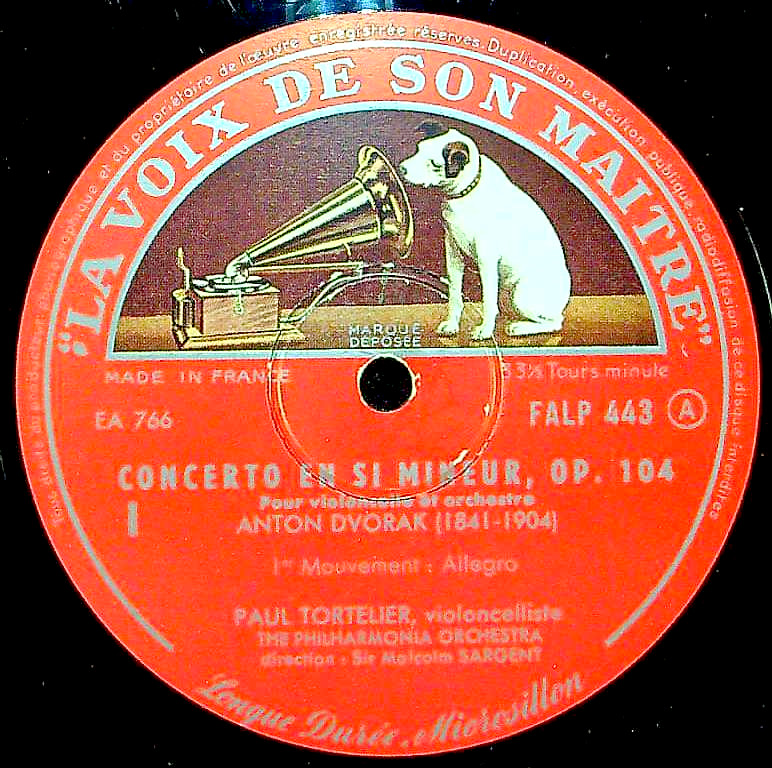 Tous droits du producteur phonographique et du propriétaire de l'œuvre enregistrée réservés. Duplication, exécution publique, radiodiffusion de ce disque interdites
"LA VOIX DE SON MAITRE"
MARQUE
DÉPOSÉE
MADE IN FRANCE
33⅓ Tours minute
EA 766
FALP 443 A
CONCERTO EN SI MINEUR, OP. 104
Pour violoncelle et orchestre
I
ANTON DVORAK (1841-1904)
1er Mouvement : Allegro
PAUL TORTELIER, violoncelliste
THE PHILHARMONIA ORCHESTRA
direction : Sir Malcolm SARGENT
Longue Durée. Microsillon